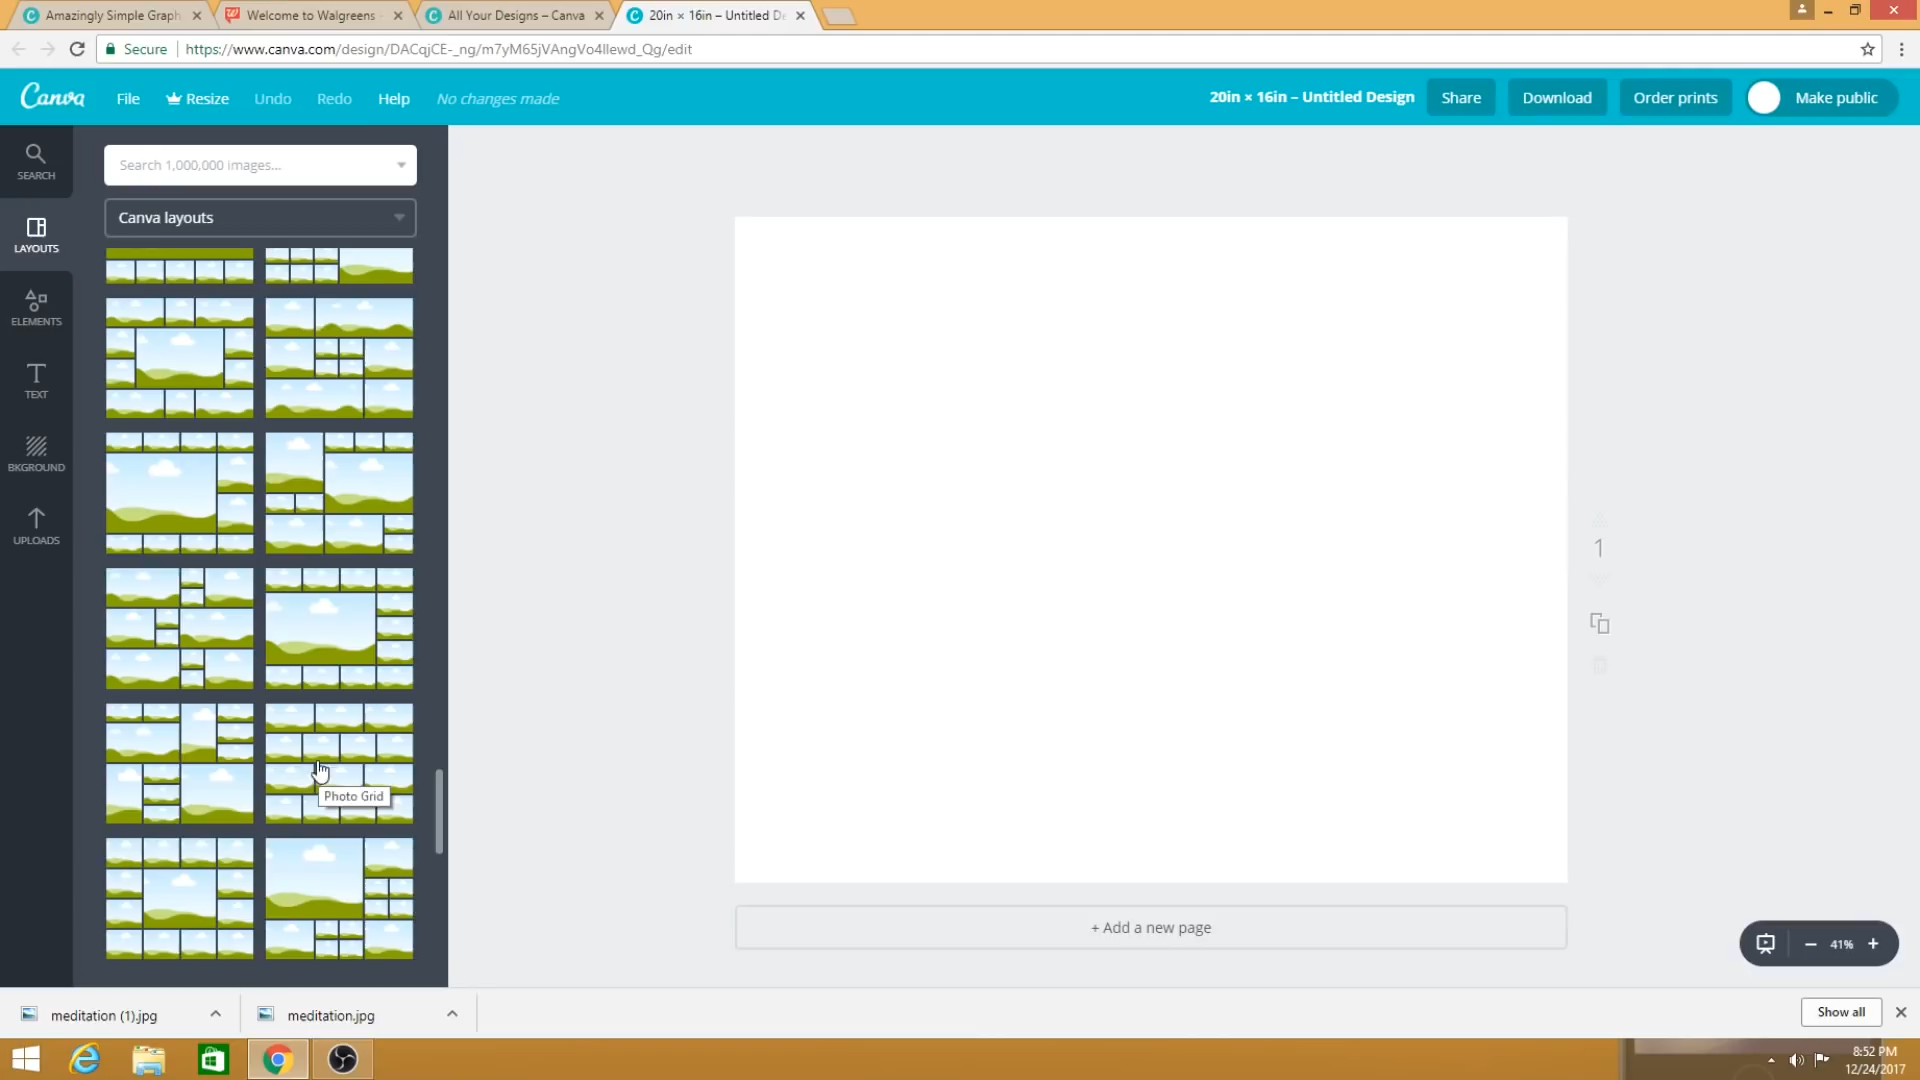 Amazingly Simple Graph
Welcome to Walgreens
All Your Designs – Canva
20in × 16in – Untitled De
Secure
https://www.canva.com/design/DACqjCE-_ng/m7yM65jVAngVo4llewd_Qg/edit
Canva
File
Resize
Undo
Redo
Help
No changes made
20in × 16in – Untitled Design
Share
Download
Order prints
Make public
SEARCH
LAYOUTS
ELEMENTS
TEXT
BKGROUND
UPLOADS
Search 1,000,000 images...
Canva layouts
Photo Grid
1
+ Add a new page
41%
meditation (1).jpg
meditation.jpg
Show all
8:52 PM
12/24/2017